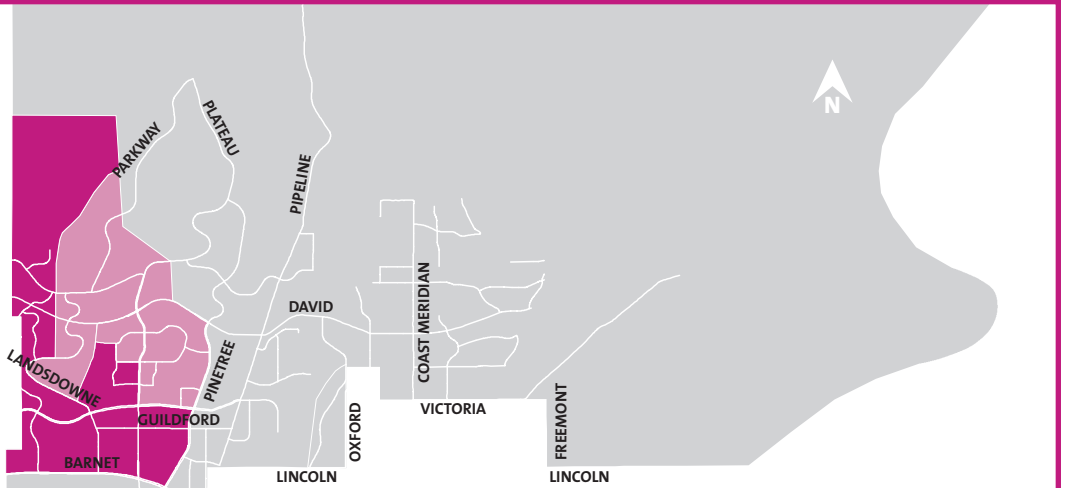 PARKWAY
PLATEAU
PIPELINE
N
DAVID
COAST MERIDIAN
LANDSDOWNE
PINETREE
GUILDFORD
VICTORIA
OXFORD
FREEMONT
BARNET
LINCOLN
LINCOLN